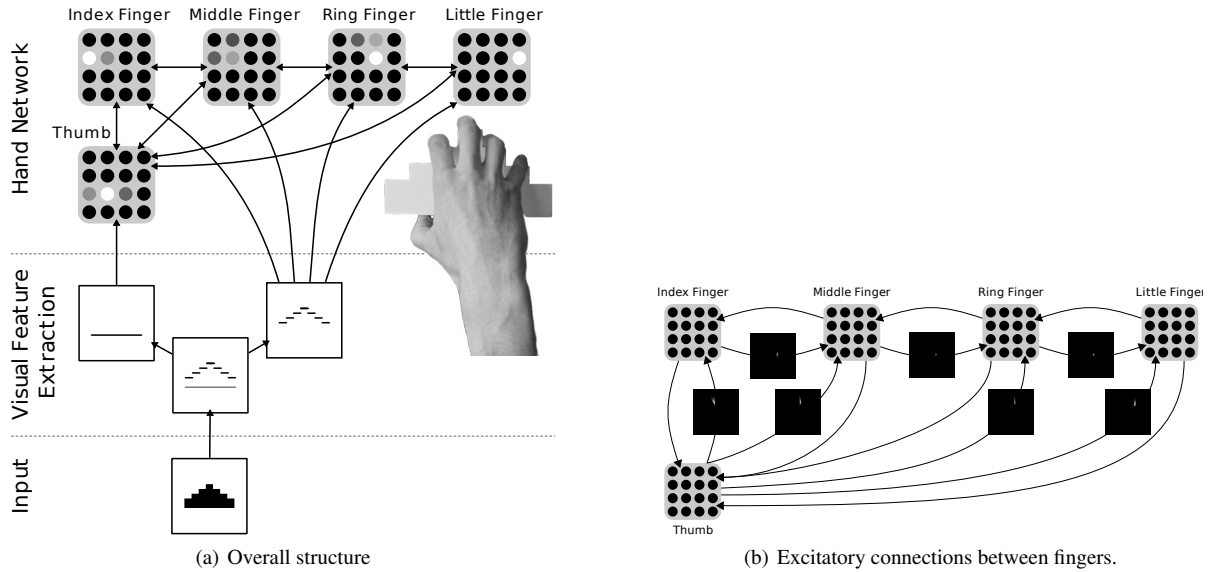 Index Finger Middle Finger Ring Finger Little Finger
Hand Network
Thumb
Visual Feature
Extraction
Input
(a) Overall structure
Index Finger Middle Finger Ring Finger Little Finger
Thumb
(b) Excitatory connections between fingers.